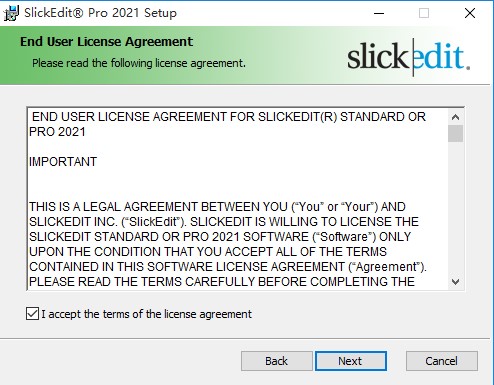 SlickEdit® Pro 2021 Setup
End User License Agreement
Please read the following license agreement.
slickedit.
END USER LICENSE AGREEMENT FOR SLICKEDIT(R) STANDARD OR
PRO 2021
IMPORTANT
THIS IS A LEGAL AGREEMENT BETWEEN YOU (“You” or “Your”) AND
SLICKEDIT INC. (“SlickEdit”). SLICKEDIT IS WILLING TO LICENSE THE
SLICKEDIT STANDARD OR PRO 2021 SOFTWARE (“Software”) ONLY
UPON THE CONDITION THAT YOU ACCEPT ALL OF THE TERMS
CONTAINED IN THIS SOFTWARE LICENSE AGREEMENT (“Agreement”).
PLEASE READ THE TERMS CAREFULLY BEFORE COMPLETING THE
I accept the terms of the license agreement
Back Next Cancel